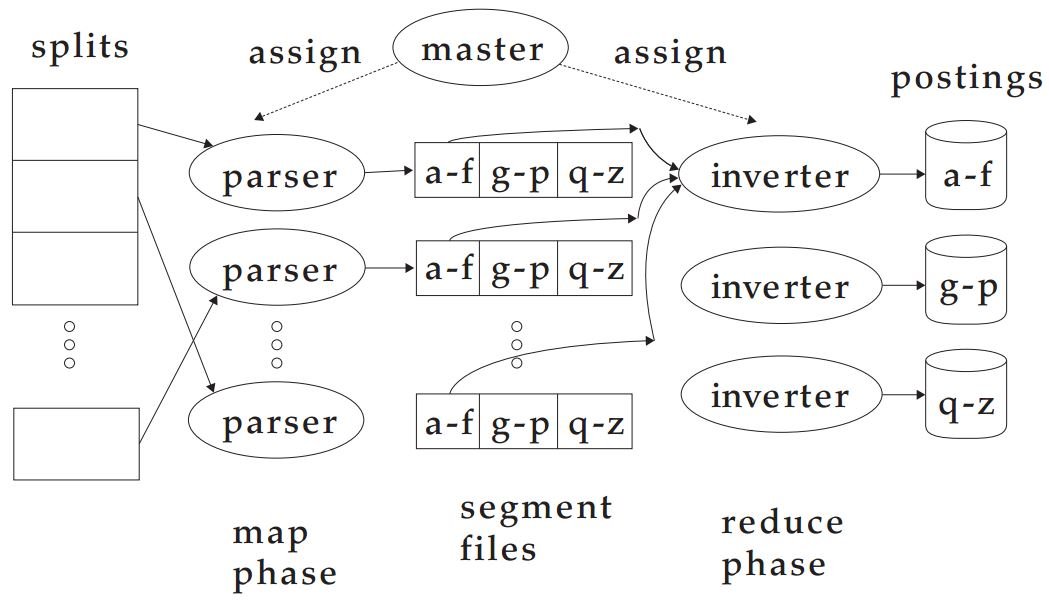 splits
assign
master
assign
postings
parser
a-f g-p q-z
inverter
a-f
parser
a-f g-p q-z
inverter
g-p
parser
a-f g-p q-z
inverter
q-z
map
phase
segment
files
reduce
phase